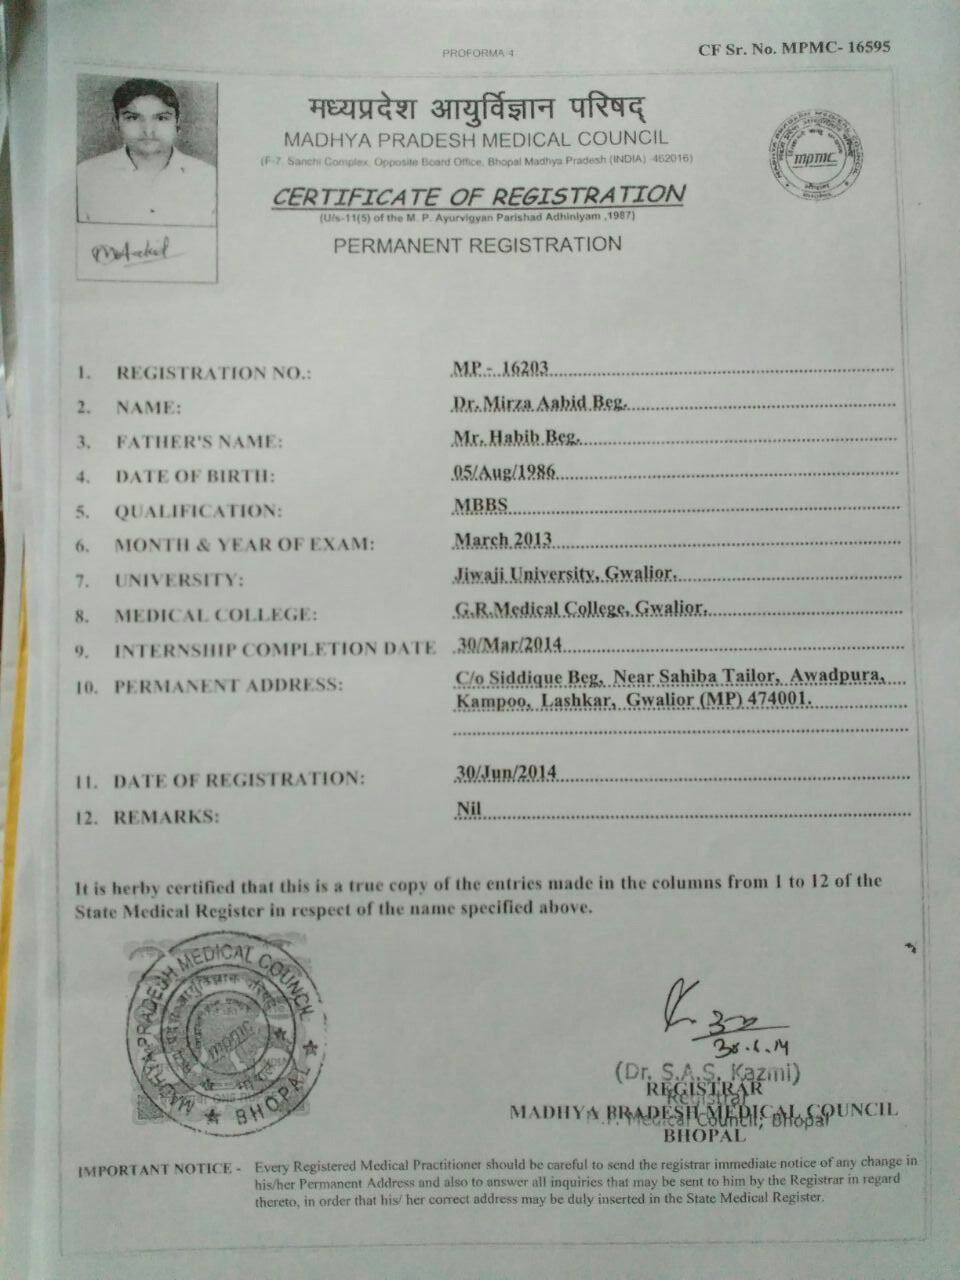 PROFORMA 4
CF Sr. No. MPMC- 16595
मध्यप्रदेश आयुर्विज्ञान परिषद्
MADHYA PRADESH MEDICAL COUNCIL
(F-7, Sanchi Complex, Opposite Board Office, Bhopal Madhya Pradesh (INDIA) -462016)
CERTIFICATE OF REGISTRATION
(U/s-11(5) of the M. P. Ayurvigyan Parishad Adhiniyam ,1987)
PERMANENT REGISTRATION
mpmc
1. REGISTRATION NO.: MP - 16203
2. NAME: Dr. Mirza Aabid Beg.
3. FATHER'S NAME: Mr. Habib Beg.
4. DATE OF BIRTH: 05/Aug/1986
5. QUALIFICATION: MBBS
6. MONTH & YEAR OF EXAM: March 2013
7. UNIVERSITY: Jiwaji University, Gwalior.
8. MEDICAL COLLEGE: G.R.Medical College, Gwalior.
9. INTERNSHIP COMPLETION DATE 30/Mar/2014
10. PERMANENT ADDRESS: C/o Siddique Beg, Near Sahiba Tailor, Awadpura,
Kampoo, Lashkar, Gwalior (MP) 474001.
11. DATE OF REGISTRATION: 30/Jun/2014
12. REMARKS: Nil
It is herby certified that this is a true copy of the entries made in the columns from 1 to 12 of the
State Medical Register in respect of the name specified above.
MADHYA PRADESH MEDICAL COUNCIL
BHOPAL
mpmc
30.6.14
(Dr. S.A.S. Kazmi)
REGISTRAR
Registrar
MADHYA PRADESH MEDICAL COUNCIL
M.P. Medical Council, Bhopal
BHOPAL
IMPORTANT NOTICE - Every Registered Medical Practitioner should be careful to send the registrar immediate notice of any change in
his/her Permanent Address and also to answer all inquiries that may be sent to him by the Registrar in regard
thereto, in order that his/ her correct address may be duly inserted in the State Medical Register.